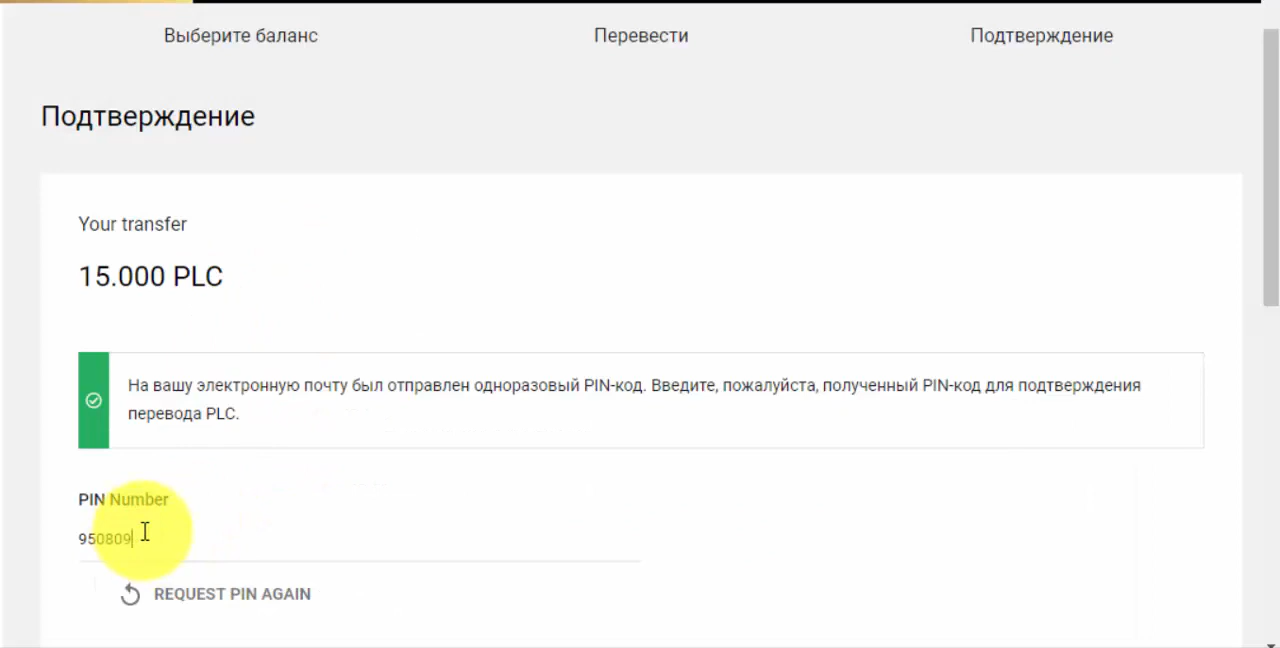 Выберите баланс
Перевести
Подтверждение
Подтверждение
Your transfer
15.000 PLC
На вашу электронную почту был отправлен одноразовый PIN-код. Введите, пожалуйста, полученный PIN-код для подтверждения
перевода PLC.
PIN Number
950809
REQUEST PIN AGAIN